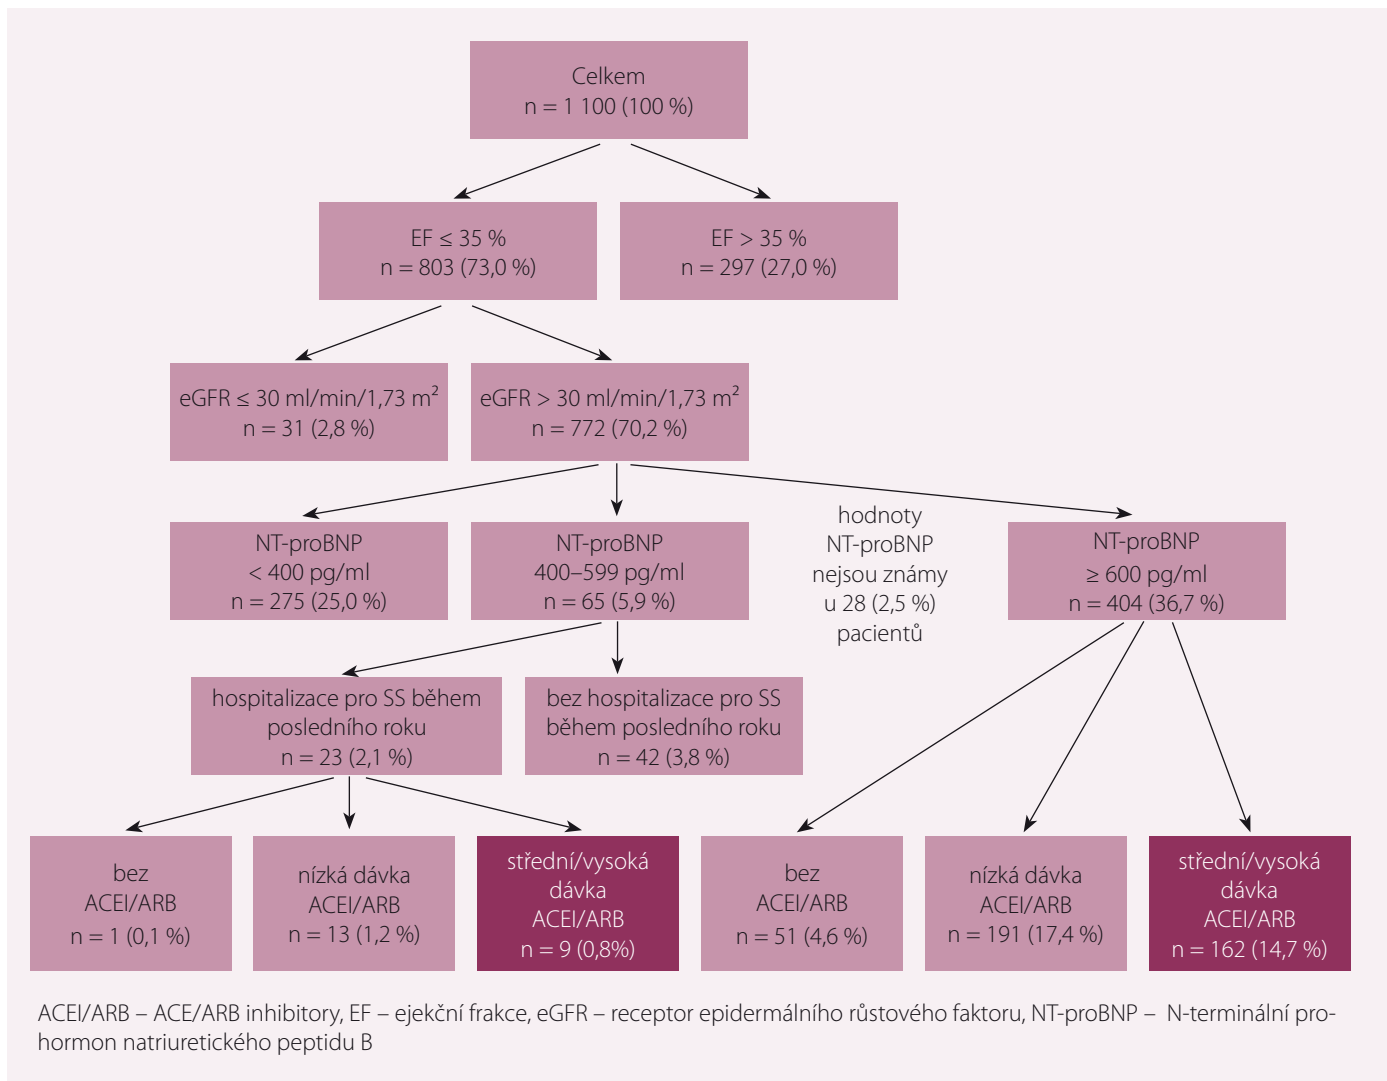 Celkem
n = 1 100 (100 %)
EF ≤ 35 %
n = 803 (73,0 %)
EF > 35 %
n = 297 (27,0 %)
eGFR ≤ 30 ml/min/1,73 m²
n = 31 (2,8 %)
eGFR > 30 ml/min/1,73 m²
n = 772 (70,2 %)
NT-proBNP
< 400 pg/ml
n = 275 (25,0 %)
NT-proBNP
400–599 pg/ml
n = 65 (5,9 %)
hodnoty
NT-proBNP
nejsou známy
u 28 (2,5 %)
pacientů
NT-proBNP
≥ 600 pg/ml
n = 404 (36,7 %)
hospitalizace pro SS během
posledního roku
n = 23 (2,1 %)
bez hospitalizace pro SS
během posledního roku
n = 42 (3,8 %)
bez
ACEI/ARB
n = 1 (0,1 %)
nízká dávka
ACEI/ARB
n = 13 (1,2 %)
střední/vysoká
dávka
ACEI/ARB
n = 9 (0,8%)
bez
ACEI/ARB
n = 51 (4,6 %)
nízká dávka
ACEI/ARB
n = 191 (17,4 %)
střední/vysoká
dávka
ACEI/ARB
n = 162 (14,7 %)
ACEI/ARB – ACE/ARB inhibitory, EF – ejekční frakce, eGFR – receptor epidermálního růstového faktoru, NT-proBNP – N-terminální pro-
hormon natriuretického peptidu B